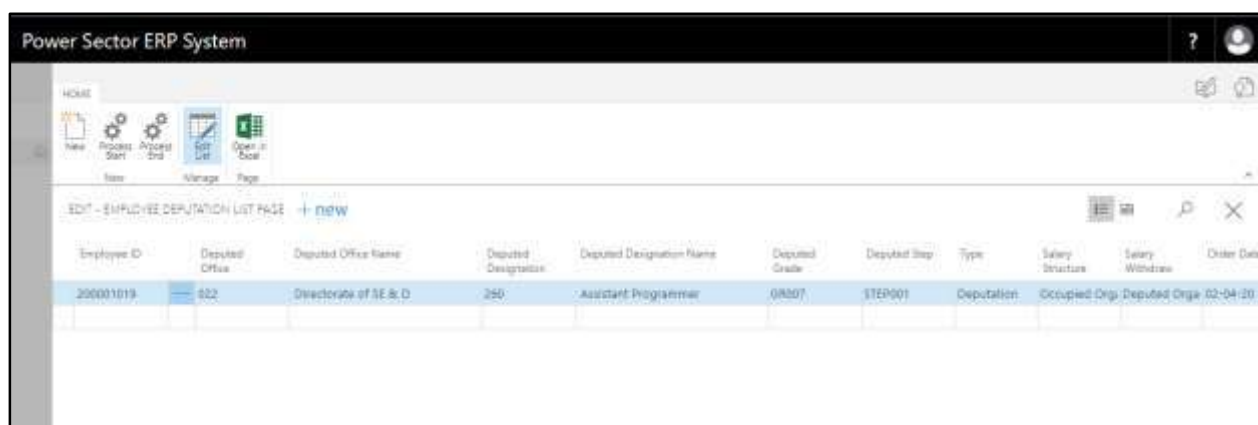 Power Sector ERP System ?
HOME
New Process Start Process End Edit List Open in Excel
New Manage Page
EDIT - EMPLOYEE DEPUTATION LIST PAGE + new
Employee ID Deputed Office Deputed Office Name Deputed Designation Deputed Designation Name Deputed Grade Deputed Step Type Salary Structure Salary Withdraw Order Date
200001019 022 Directorate of SE & D 260 Assistant Programmer GR007 STEP001 Deputation Occupied Orga Deputed Orga 02-04-20